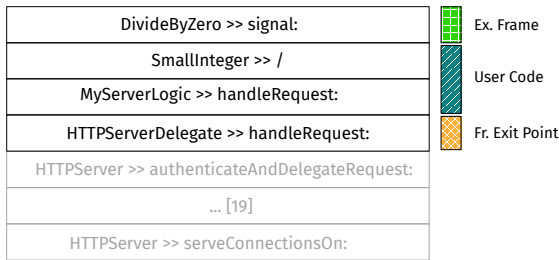 DivideByZero >> signal:
Ex. Frame
SmallInteger >> /
User Code
MyServerLogic >> handleRequest:
HTTPServerDelegate >> handleRequest:
Fr. Exit Point
HTTPServer >> authenticateAndDelegateRequest:
... [19]
HTTPServer >> serveConnectionsOn: